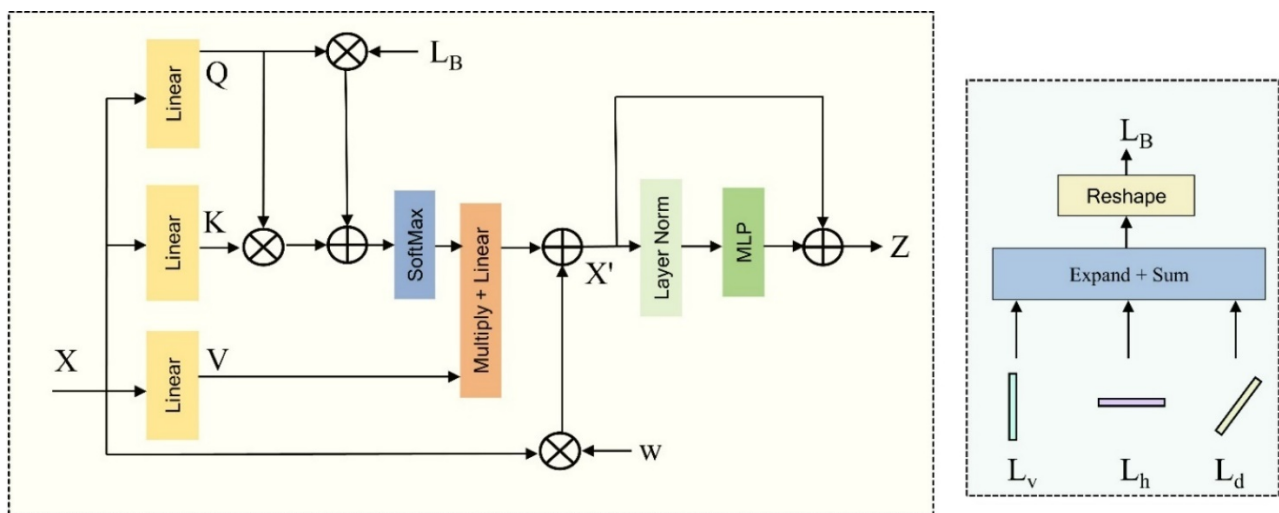 Linear
Q
L_B
Linear
K
SoftMax
Multiply + Linear
X'
Layer Norm
MLP
Z
X
Linear
V
w
L_B
Reshape
Expand + Sum
L_v
L_h
L_d